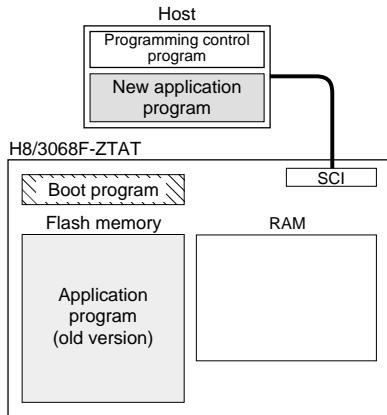 Host
Programming control
program
New application
program
H8/3068F-ZTAT
SCI
Boot program
Flash memory
RAM
Application
program
(old version)